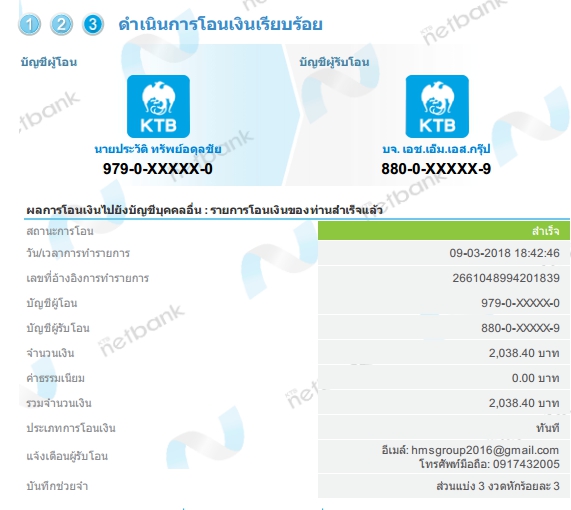 1 2 3 ดำเนินการโอนเงินเรียบร้อย
บัญชีผู้โอน บัญชีผู้รับโอน
KTB KTB
นายประวัติ ทรัพย์อดุลชัย บจ. เอช.เอ็ม.เอส.กรุ๊ป
979-0-XXXXX-0 880-0-XXXXX-9
ผลการโอนเงินไปยังบัญชีบุคคลอื่น : รายการโอนเงินของท่านสำเร็จแล้ว
สถานะการโอน สำเร็จ
วัน/เวลาการทำรายการ 09-03-2018 18:42:46
เลขที่อ้างอิงการทำรายการ 2661048994201839
บัญชีผู้โอน 979-0-XXXXX-0
บัญชีผู้รับโอน 880-0-XXXXX-9
จำนวนเงิน 2,038.40 บาท
ค่าธรรมเนียม 0.00 บาท
รวมจำนวนเงิน 2,038.40 บาท
ประเภทการโอนเงิน ทันที
แจ้งเตือนผู้รับโอน อีเมล์: hmsgroup2016@gmail.com
โทรศัพท์มือถือ: 0917432005
บันทึกช่วยจำ ส่วนแบ่ง 3 งวดหักร้อยละ 3
netbank
netbank
netbank
netbank
netbank